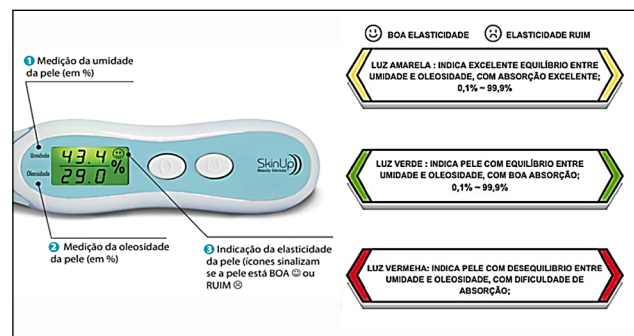 1 Medição da umidade
da pele (em %)
Umidade
43.4
Oleosidade
29.0
%
SkinUp
Beauty Devices
2 Medição da oleosidade
da pele (em %)
3 Indicação da elasticidade
da pele (ícones sinalizam
se a pele está BOA ☺ ou
RUIM ☹
☺ BOA ELASTICIDADE ☹ ELASTICIDADE RUIM
LUZ AMARELA : INDICA EXCELENTE EQUILÍBRIO ENTRE
UMIDADE E OLEOSIDADE, COM ABSORÇÃO EXCELENTE;
0,1% ~ 99,9%
LUZ VERDE : INDICA PELE COM EQUILÍBRIO ENTRE
UMIDADE E OLEOSIDADE, COM BOA ABSORÇÃO;
0,1% ~ 99,9%
LUZ VERMEHA: INDICA PELE COM DESEQUILIBRIO ENTRE
UMIDADE E OLEOSIDADE, COM DIFICULDADE DE
ABSORÇÃO;